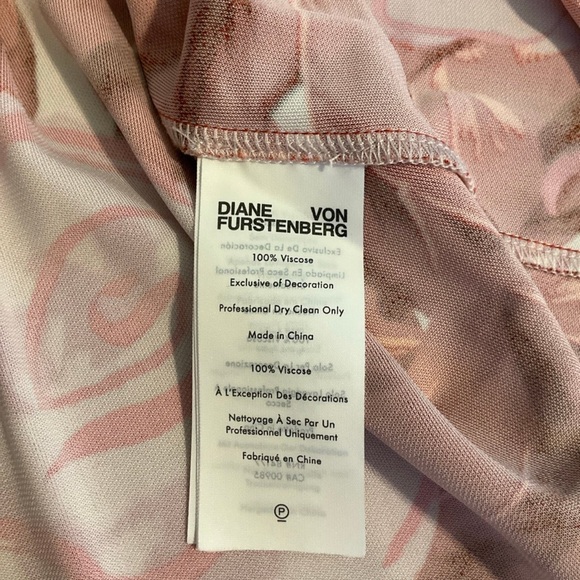 DIANE VON
FURSTENBERG
100% Viscose
Exclusive of Decoration
Professional Dry Clean Only
Made in China
100% Viscose
À L'Exception Des Décorations
Nettoyage À Sec Par Un
Professionel Uniquement
Fabriqué en Chine
P